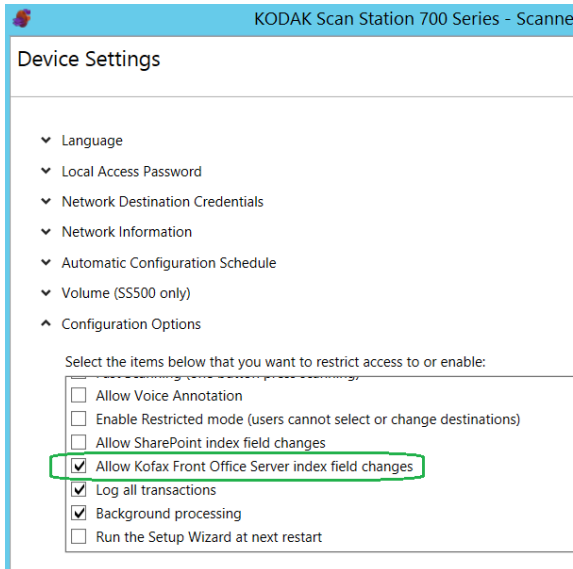 KODAK Scan Station 700 Series - Scanne
Device Settings
Language
Local Access Password
Network Destination Credentials
Network Information
Automatic Configuration Schedule
Volume (SS500 only)
Configuration Options
Select the items below that you want to restrict access to or enable:
Allow Voice Annotation
Enable Restricted mode (users cannot select or change destinations)
Allow SharePoint index field changes
Allow Kofax Front Office Server index field changes
Log all transactions
Background processing
Run the Setup Wizard at next restart